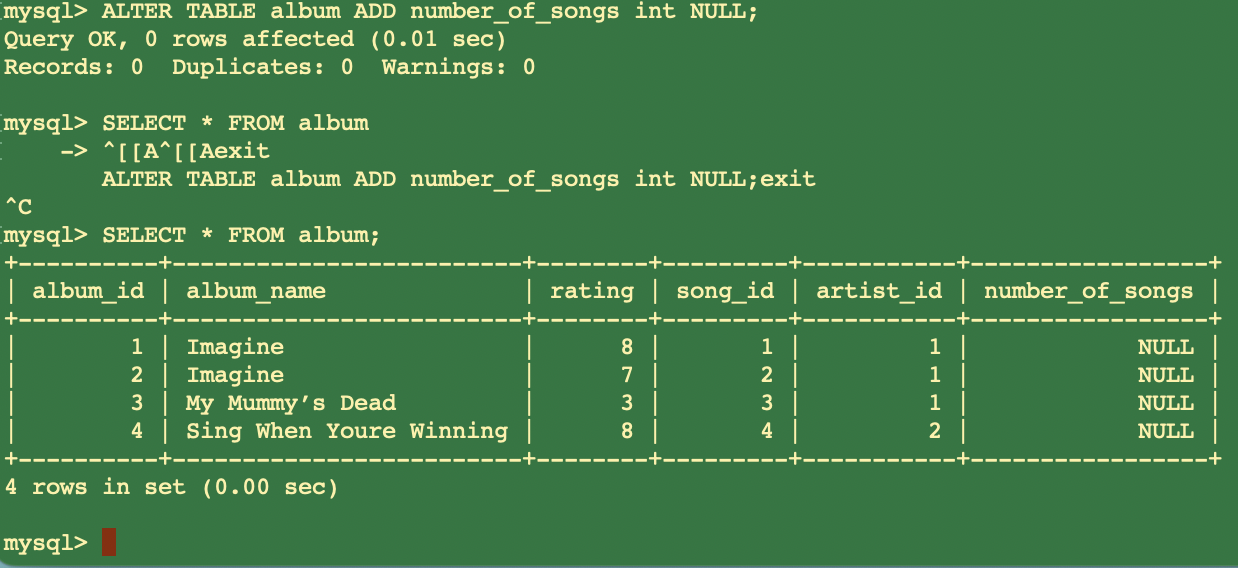 mysql> ALTER TABLE album ADD number_of_songs int NULL;
Query OK, 0 rows affected (0.01 sec)
Records: 0  Duplicates: 0  Warnings: 0

mysql> SELECT * FROM album
    -> ^[[A^[[Aexit
       ALTER TABLE album ADD number_of_songs int NULL;exit
^C
mysql> SELECT * FROM album;
+----------+-------------------------+--------+---------+-----------+-----------------+
| album_id | album_name              | rating | song_id | artist_id | number_of_songs |
+----------+-------------------------+--------+---------+-----------+-----------------+
|        1 | Imagine                 |      8 |       1 |         1 |            NULL |
|        2 | Imagine                 |      7 |       2 |         1 |            NULL |
|        3 | My Mummy’s Dead         |      3 |       3 |         1 |            NULL |
|        4 | Sing When Youre Winning |      8 |       4 |         2 |            NULL |
+----------+-------------------------+--------+---------+-----------+-----------------+
4 rows in set (0.00 sec)

mysql>